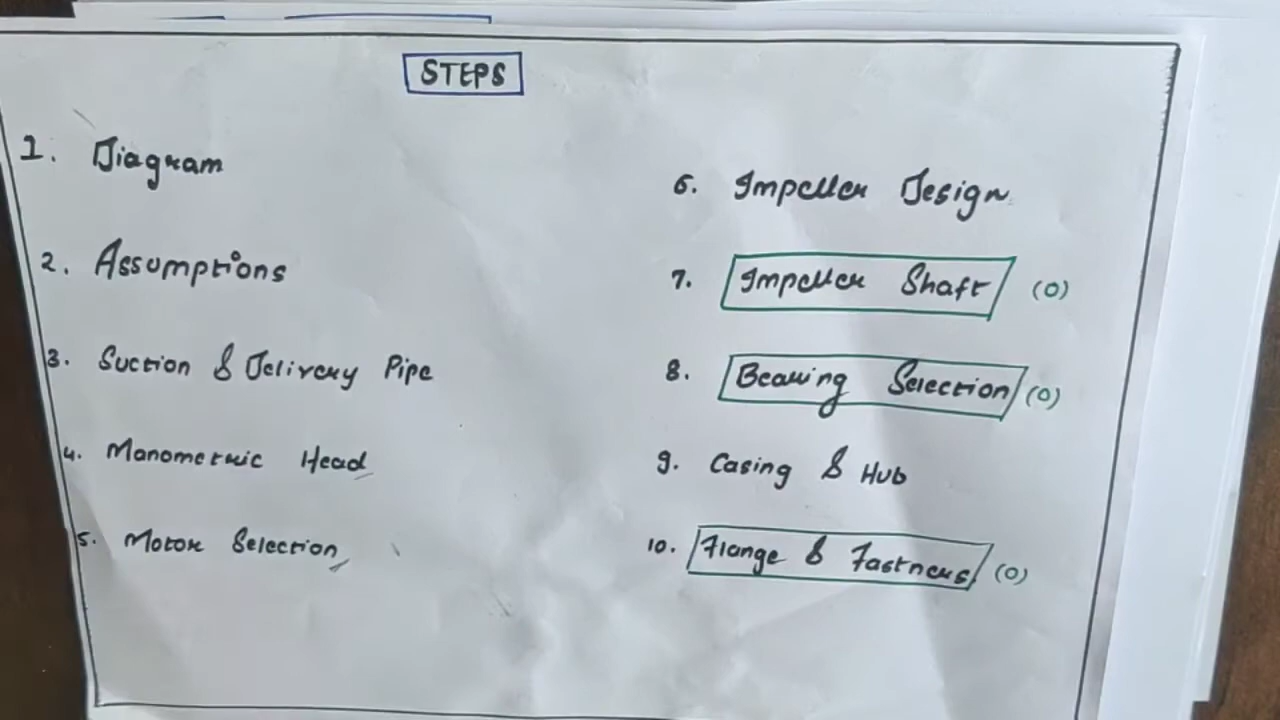 STEPS
1. Diagram
2. Assumptions
3. Suction & Delivery Pipe
4. Manometric Head
5. Motor Selection
6. Impeller Design
7. Impeller Shaft (0)
8. Bearing Selection (0)
9. Casing & Hub
10. Flange & Fastners (0)